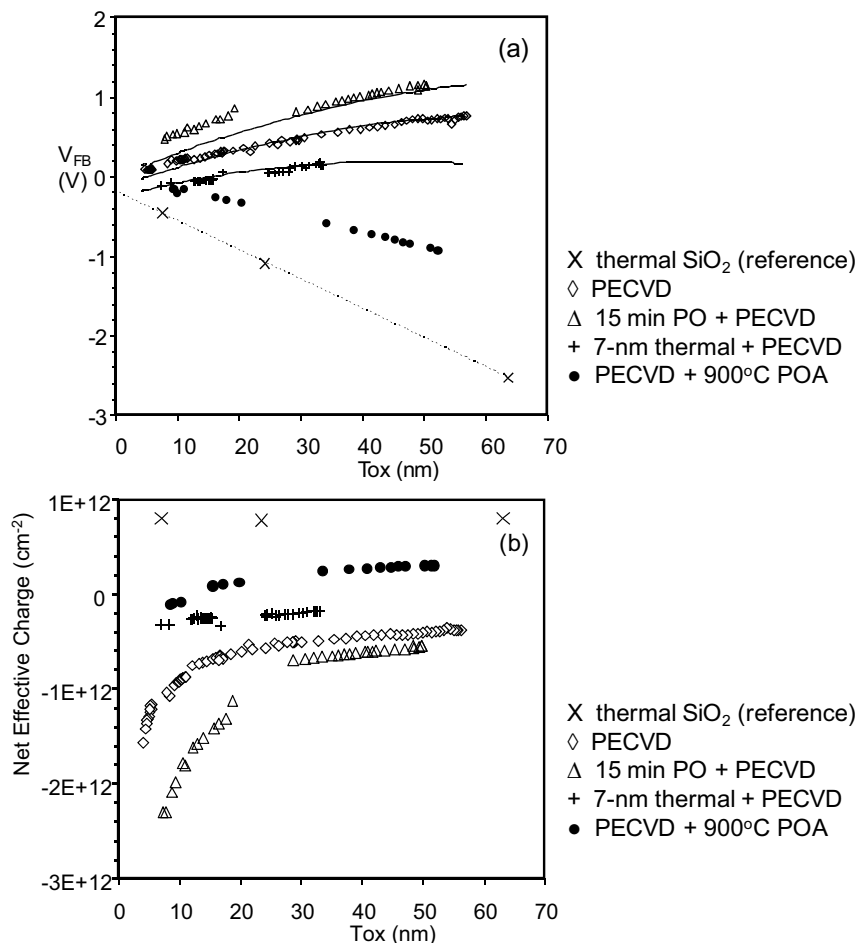 (a)
2
1
0
-1
-2
-3
V_FB
(V)
0 10 20 30 40 50 60 70
Tox (nm)
X thermal SiO₂ (reference)
◊ PECVD
Δ 15 min PO + PECVD
+ 7-nm thermal + PECVD
● PECVD + 900°C POA
(b)
1E+12
0
-1E+12
-2E+12
-3E+12
Net Effective Charge (cm⁻²)
0 10 20 30 40 50 60 70
Tox (nm)
X thermal SiO₂ (reference)
◊ PECVD
Δ 15 min PO + PECVD
+ 7-nm thermal + PECVD
● PECVD + 900°C POA